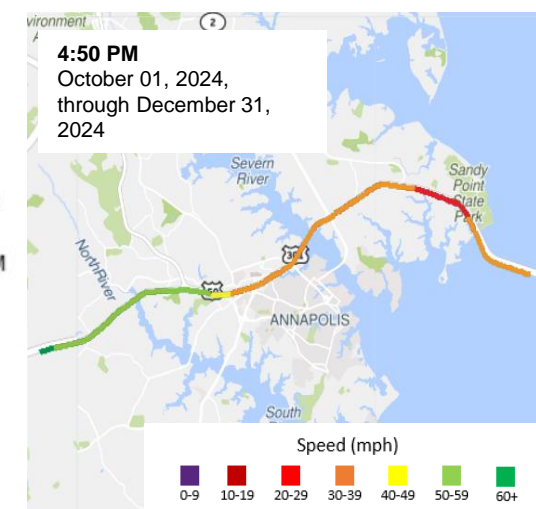 vironment
2
4:50 PM
October 01, 2024,
through December 31,
2024
Severn
River
Sandy
Point
State
Park
M
North River
50
ANNAPOLIS
South
Speed (mph)
0-9 10-19 20-29 30-39 40-49 50-59 60+